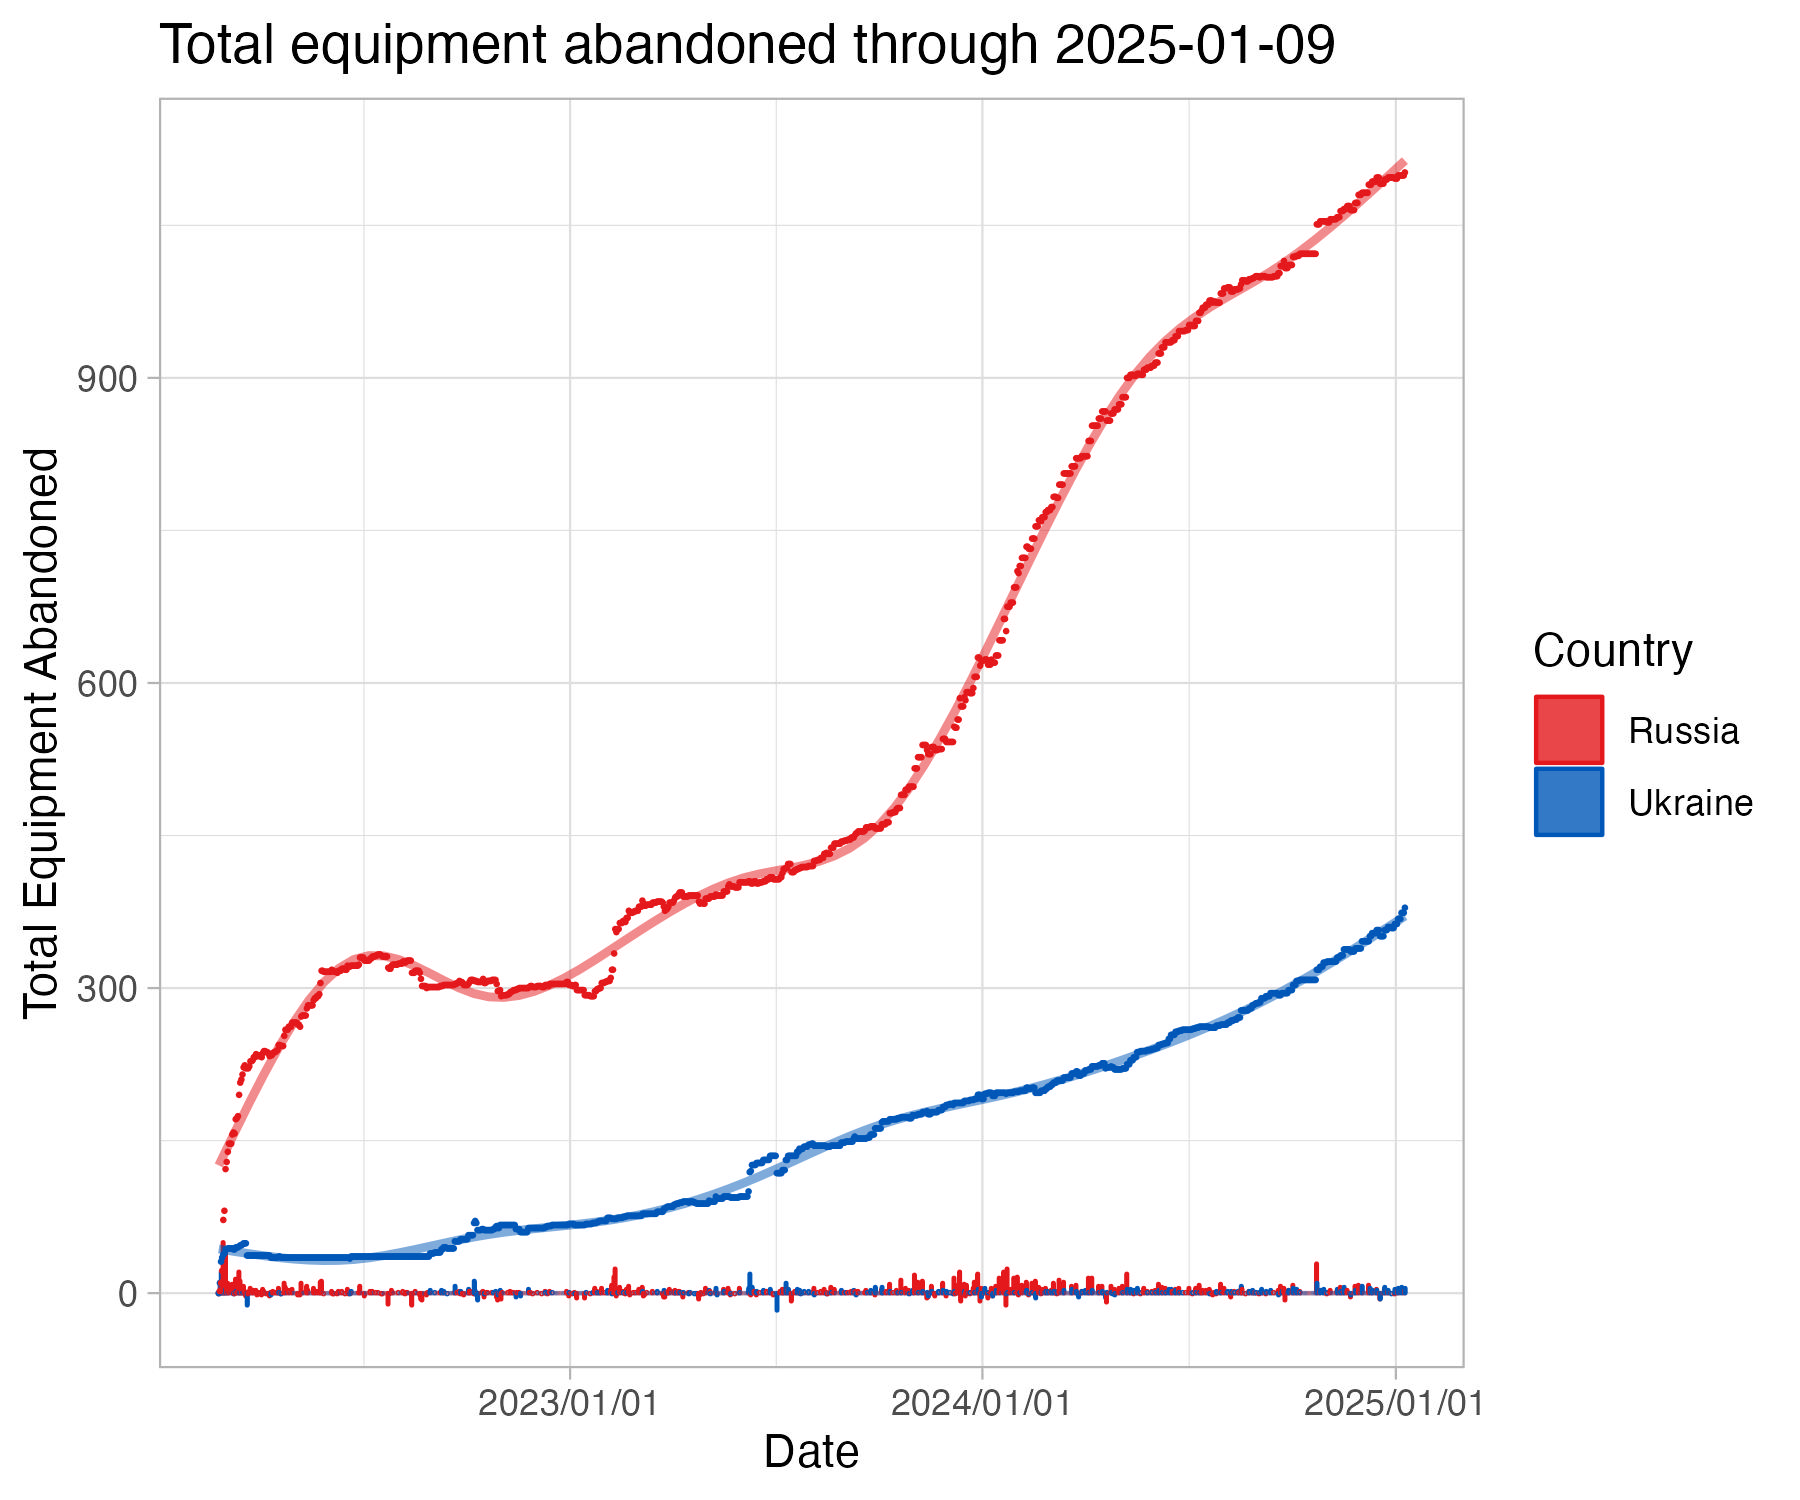 Total equipment abandoned through 2025-01-09
Total Equipment Abandoned
900
600
300
0
2023/01/01
2024/01/01
2025/01/01
Date
Country
Russia
Ukraine